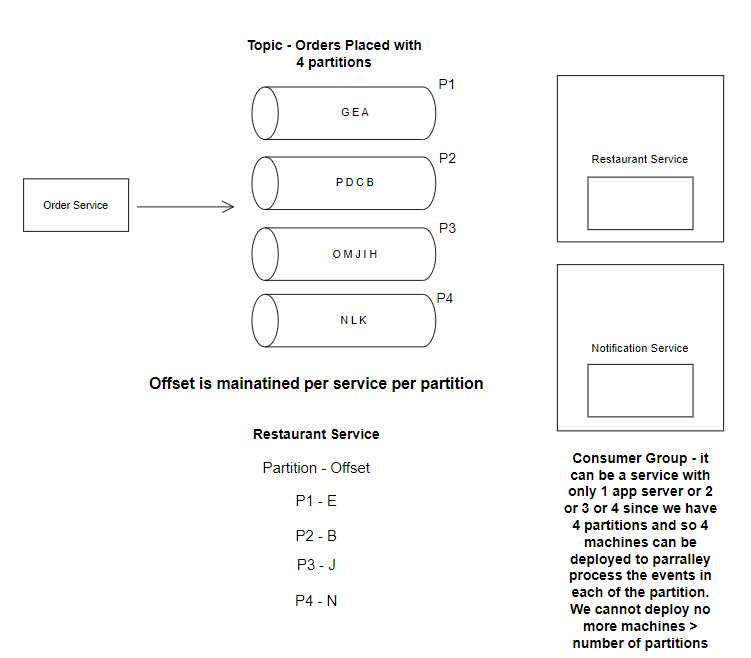 Topic - Orders Placed with
4 partitions
P1
G E A
P2
P D C B
Order Service
P3
O M J I H
P4
N L K
Restaurant Service
Notification Service
Offset is mainatined per service per partition
Restaurant Service
Partition - Offset
P1 - E
P2 - B
P3 - J
P4 - N
Consumer Group - it
can be a service with
only 1 app server or 2
or 3 or 4 since we have
4 partitions and so 4
machines can be
deployed to parralley
process the events in
each of the partition.
We cannot deploy no
more machines >
number of partitions